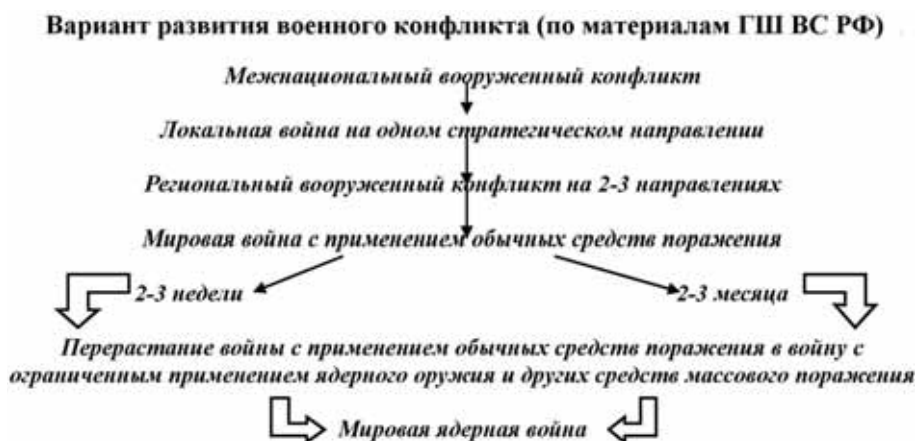 Вариант развития военного конфликта (по материалам ГШ ВС РФ)
Межнациональный вооруженный конфликт
Локальная война на одном стратегическом направлении
Региональный вооруженный конфликт на 2-3 направлениях
Мировая война с применением обычных средств поражения
2-3 недели
2-3 месяца
Перерастание войны с применением обычных средств поражения в войну с
ограниченным применением ядерного оружия и других средств массового поражения
Мировая ядерная война